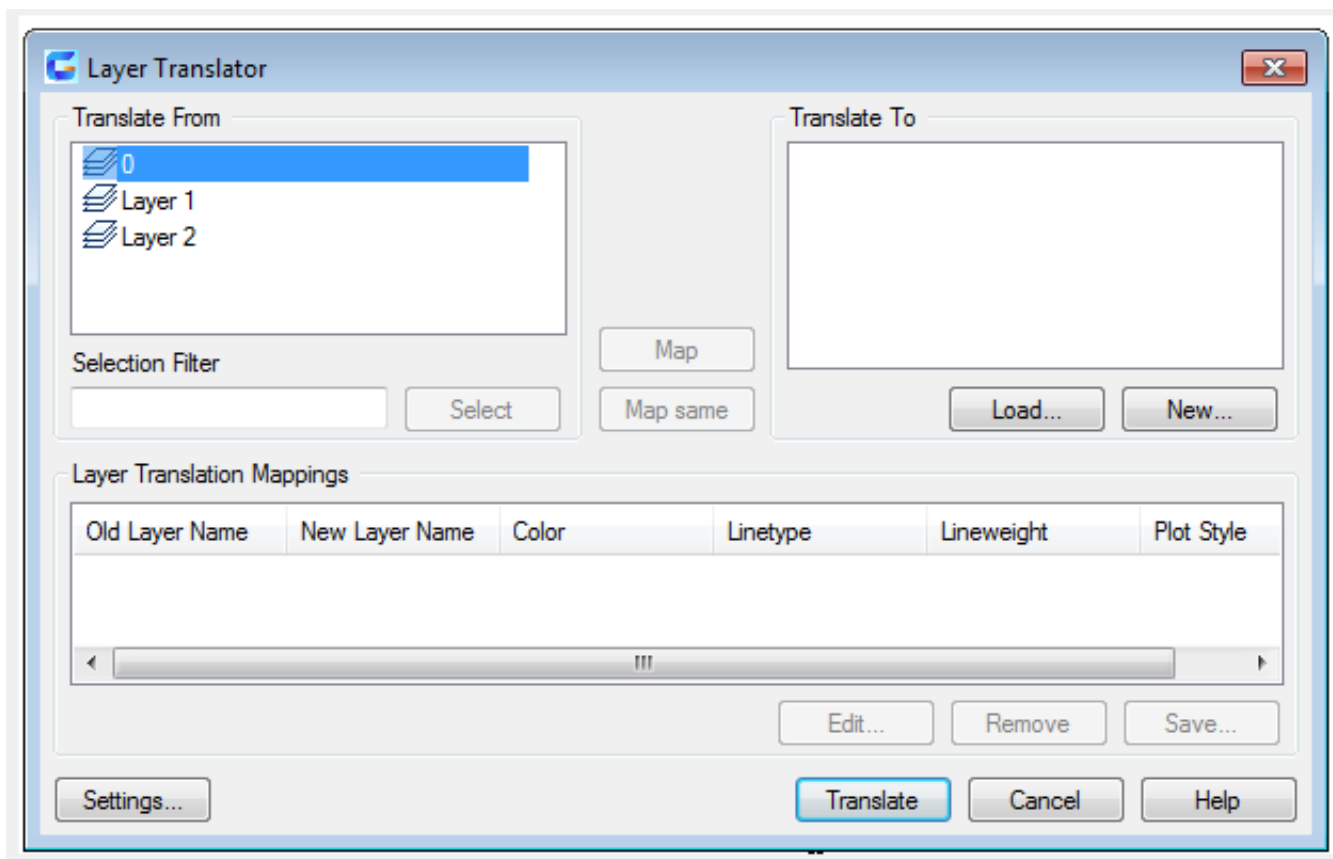 Layer Translator
Translate From
0
Layer 1
Layer 2
Selection Filter
Select
Map
Map same
Translate To
Load...
New...
Layer Translation Mappings
Old Layer Name New Layer Name Color Linetype Lineweight Plot Style
Edit... Remove Save...
Settings... Translate Cancel Help